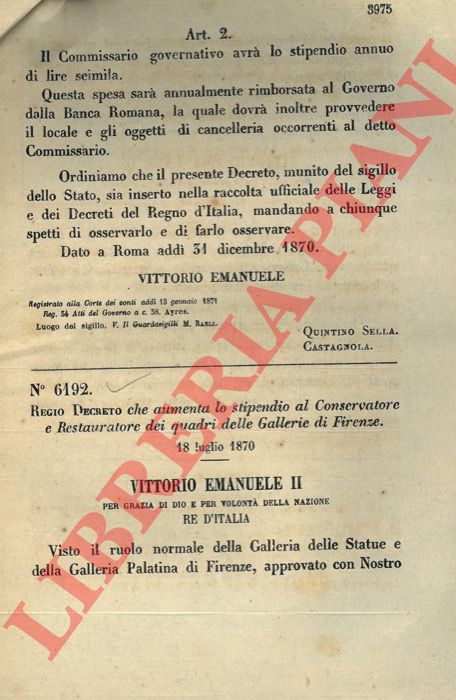 3975
Art. 2.
Il Commissario governativo avrà lo stipendio annuo
di lire seimila.
Questa spesa sarà annualmente rimborsata al Governo
dalla Banca Romana, la quale dovrà inoltre provvedere
il locale e gli oggetti di cancelleria occorrenti al detto
Commissario.
Ordiniamo che il presente Decreto, munito del sigillo
dello Stato, sia inserto nella raccolta ufficiale delle Leggi
e dei Decreti del Regno d'Italia, mandando a chiunque
spetti di osservarlo e di farlo osservare.
Dato a Roma addì 31 dicembre 1870.
VITTORIO EMANUELE
Registrato alla Corte dei conti addì 13 gennaio 1871
Reg. 54 Atti del Governo a c. 58. Ayres.
Luogo del sigillo. V. Il Guardasigilli M. RAELI.
QUINTINO SELLA.
CASTAGNOLA.
N° 6192.
REGIO DECRETO che aumenta lo stipendio al Conservatore
e Restauratore dei quadri delle Gallerie di Firenze.
18 luglio 1870
VITTORIO EMANUELE II
PER GRAZIA DI DIO E PER VOLONTÀ DELLA NAZIONE
RE D'ITALIA
Visto il ruolo normale della Galleria delle Statue e
della Galleria Palatina di Firenze, approvato con Nostro
LIBRERIA PIANI